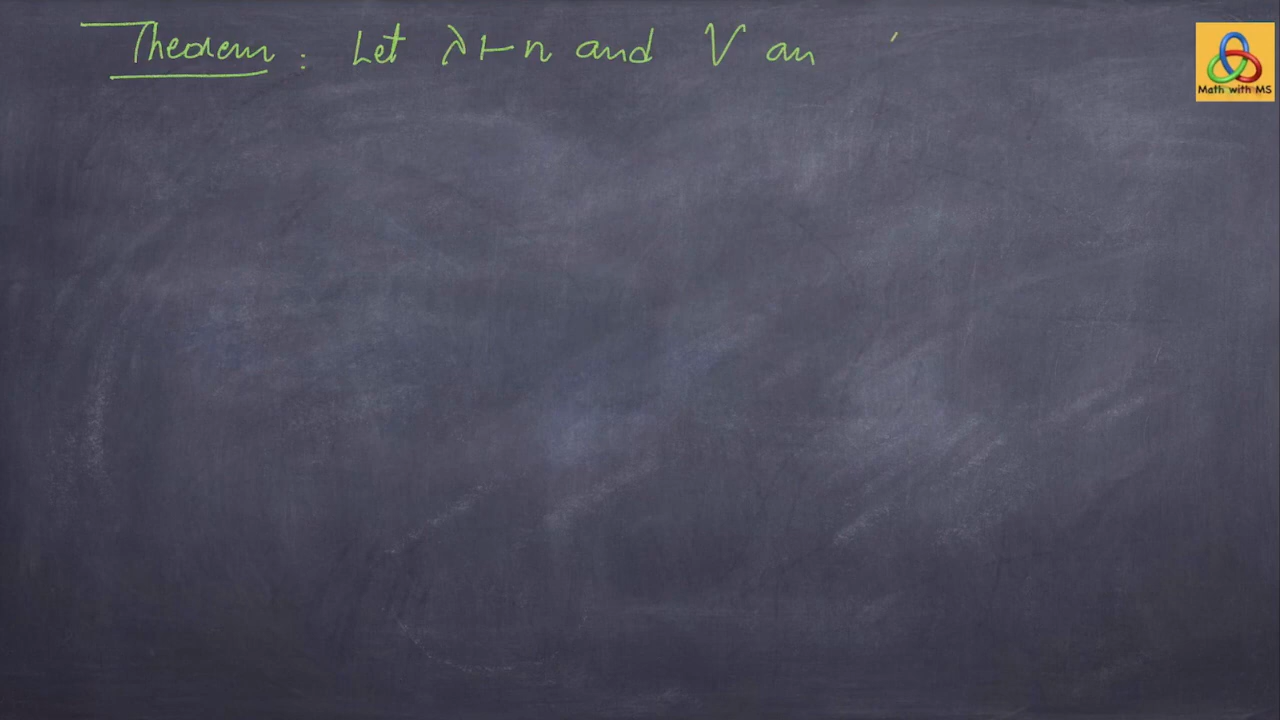 Theorem : Let λ ⊢ n and V an
Math with MS